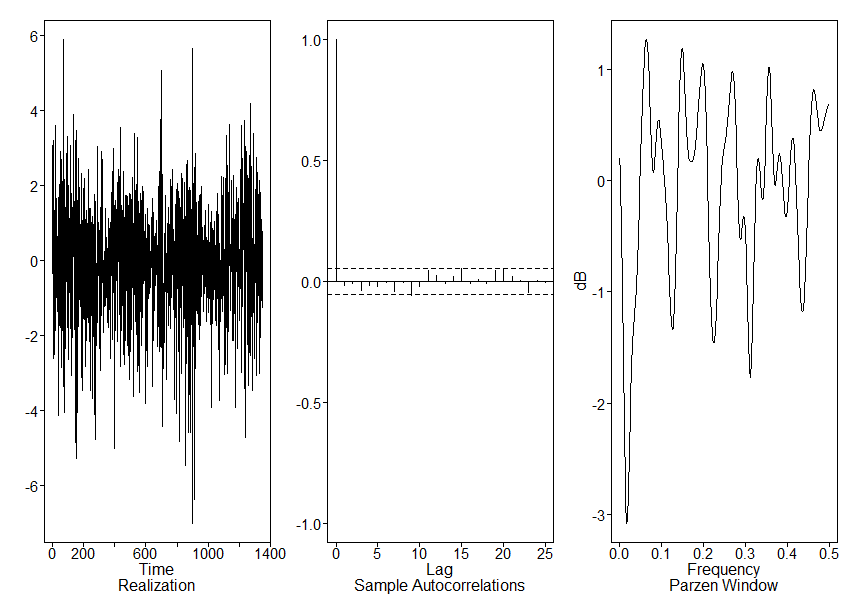 6
4
2
0
-2
-4
-6
0 200 600 1000 1400
Time
Realization
1.0
0.5
0.0
-0.5
-1.0
0 5 10 15 20 25
Lag
Sample Autocorrelations
dB
1
0
-1
-2
-3
0.0 0.1 0.2 0.3 0.4 0.5
Frequency
Parzen Window